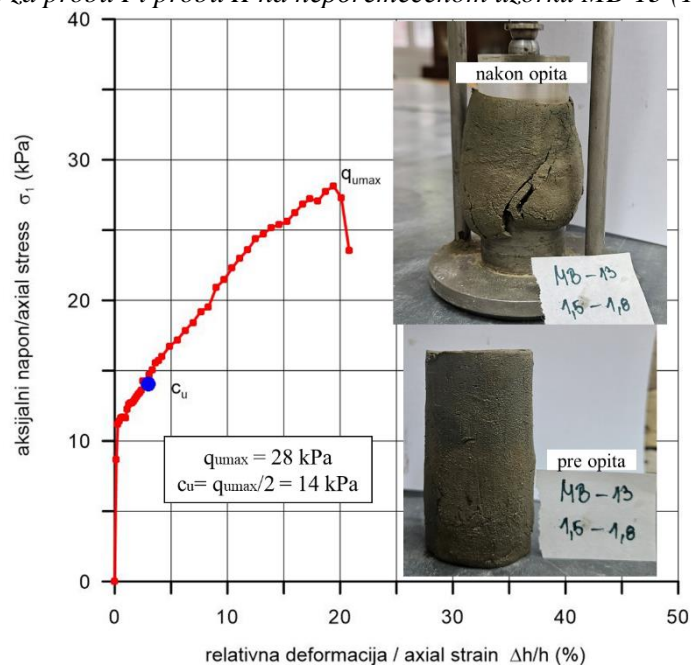 za probu I i probu II na neporemećenom uzorku MB-13 (1
aksijalni napon/axial stress σ1 (kPa)
40
30
20
10
0
qumax
cu
qumax = 28 kPa
cu= qumax/2 = 14 kPa
nakon opita
MB-13
1,5-1,8
pre opita
MB-13
1,5-1,8
0
10
20
30
40
50
relativna deformacija / axial strain Δh/h (%)